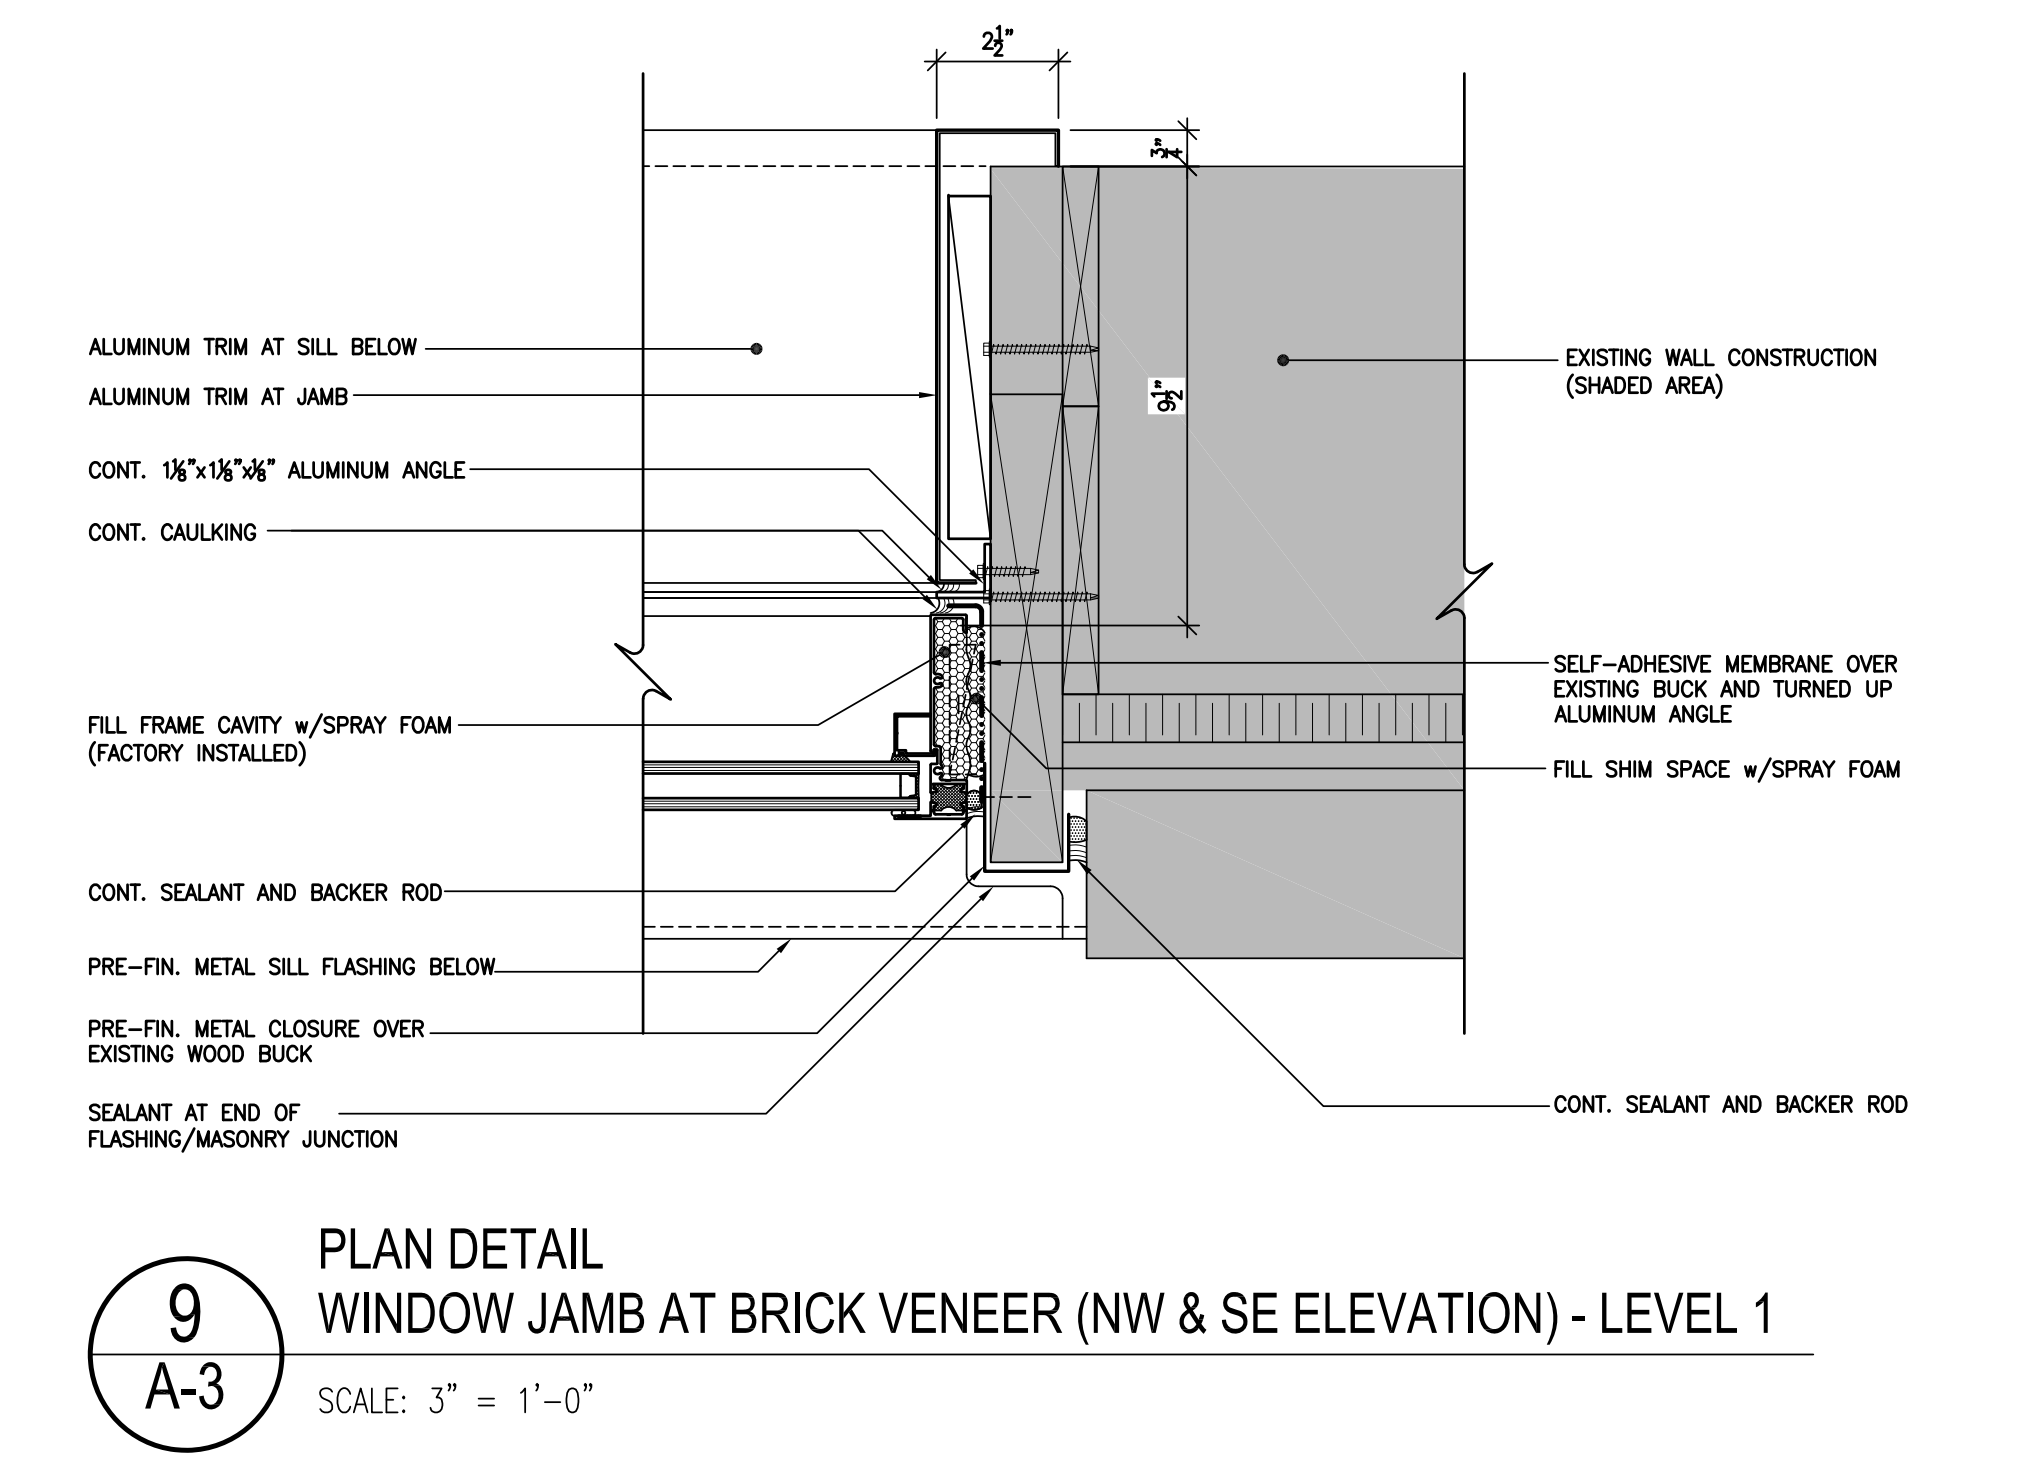 2½"
¾"
ALUMINUM TRIM AT SILL BELOW
ALUMINUM TRIM AT JAMB
9½"
EXISTING WALL CONSTRUCTION
(SHADED AREA)
CONT. 1⅛"x1⅛"x⅛" ALUMINUM ANGLE
CONT. CAULKING
SELF-ADHESIVE MEMBRANE OVER
EXISTING BUCK AND TURNED UP
ALUMINUM ANGLE
FILL FRAME CAVITY w/SPRAY FOAM
(FACTORY INSTALLED)
FILL SHIM SPACE w/SPRAY FOAM
CONT. SEALANT AND BACKER ROD
PRE-FIN. METAL SILL FLASHING BELOW
PRE-FIN. METAL CLOSURE OVER
EXISTING WOOD BUCK
SEALANT AT END OF
FLASHING/MASONRY JUNCTION
CONT. SEALANT AND BACKER ROD
9
A-3
PLAN DETAIL
WINDOW JAMB AT BRICK VENEER (NW & SE ELEVATION) - LEVEL 1
SCALE: 3" = 1'-0"